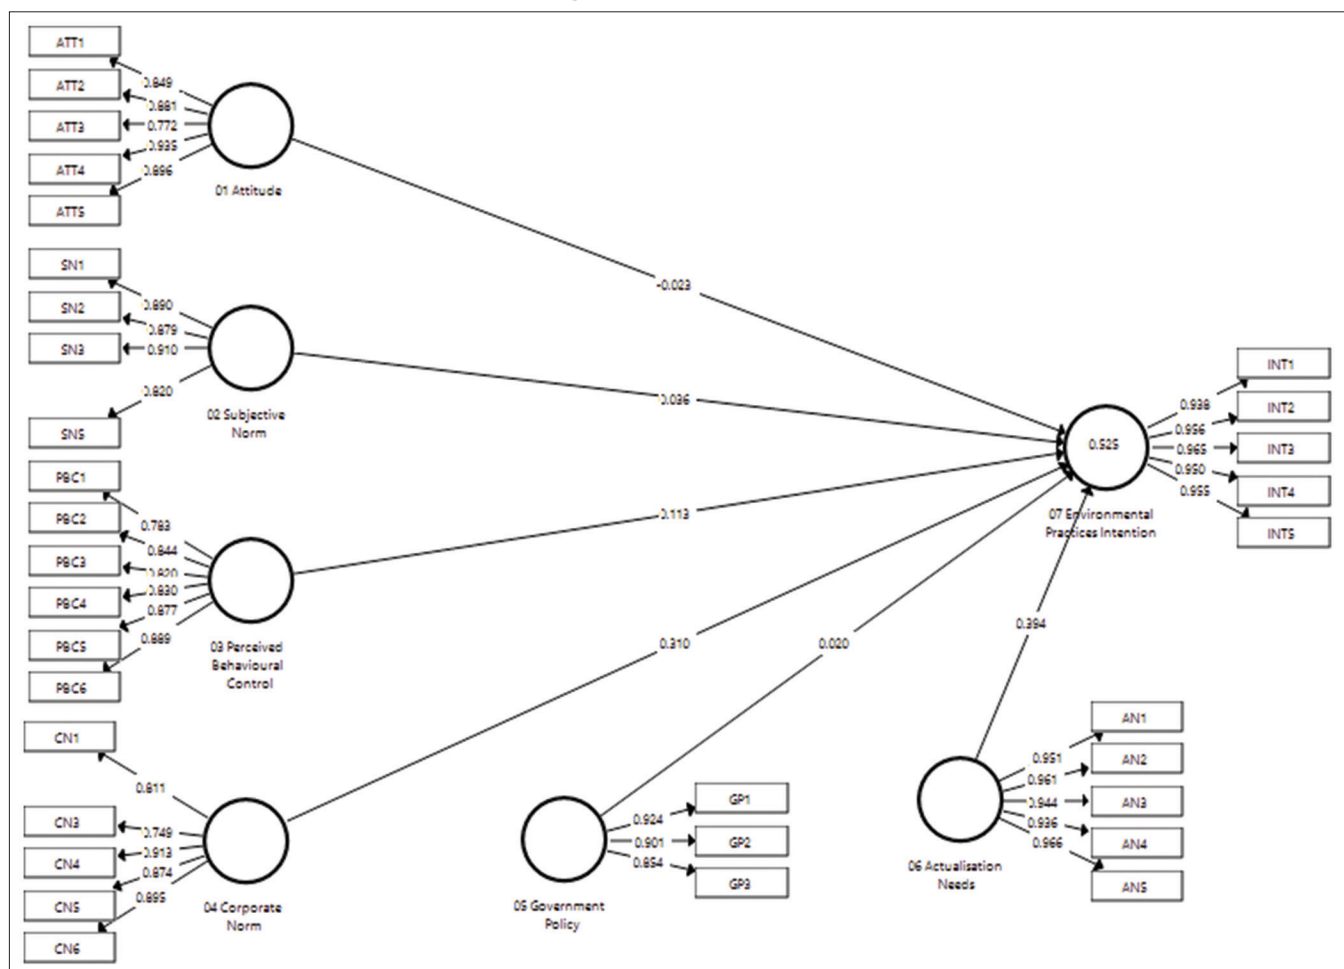 ATT1
0.849
ATT2
0.881
ATT3
0.772
0.935
ATT4
0.896
ATT5
01 Attitude
SN1
0.890
SN2
0.879
SN3
0.910
0.820
SN5
02 Subjective
Norm
PBC1
0.783
PBC2
0.844
PBC3
0.820
0.830
PBC4
0.877
PBC5
0.889
PBC6
03 Perceived
Behavioural
Control
CN1
0.811
CN3
0.749
CN4
0.913
0.874
CN5
0.895
CN6
04 Corporate
Norm
-0.023
0.036
0.113
0.310
0.020
0.394
GP1
0.924
GP2
0.901
0.854
GP3
05 Government
Policy
AN1
0.951
AN2
0.961
AN3
0.944
0.936
AN4
0.966
AN5
06 Actualisation
Needs
0.525
07 Environmental
Practices Intention
INT1
0.938
INT2
0.956
INT3
0.965
0.950
INT4
0.955
INT5